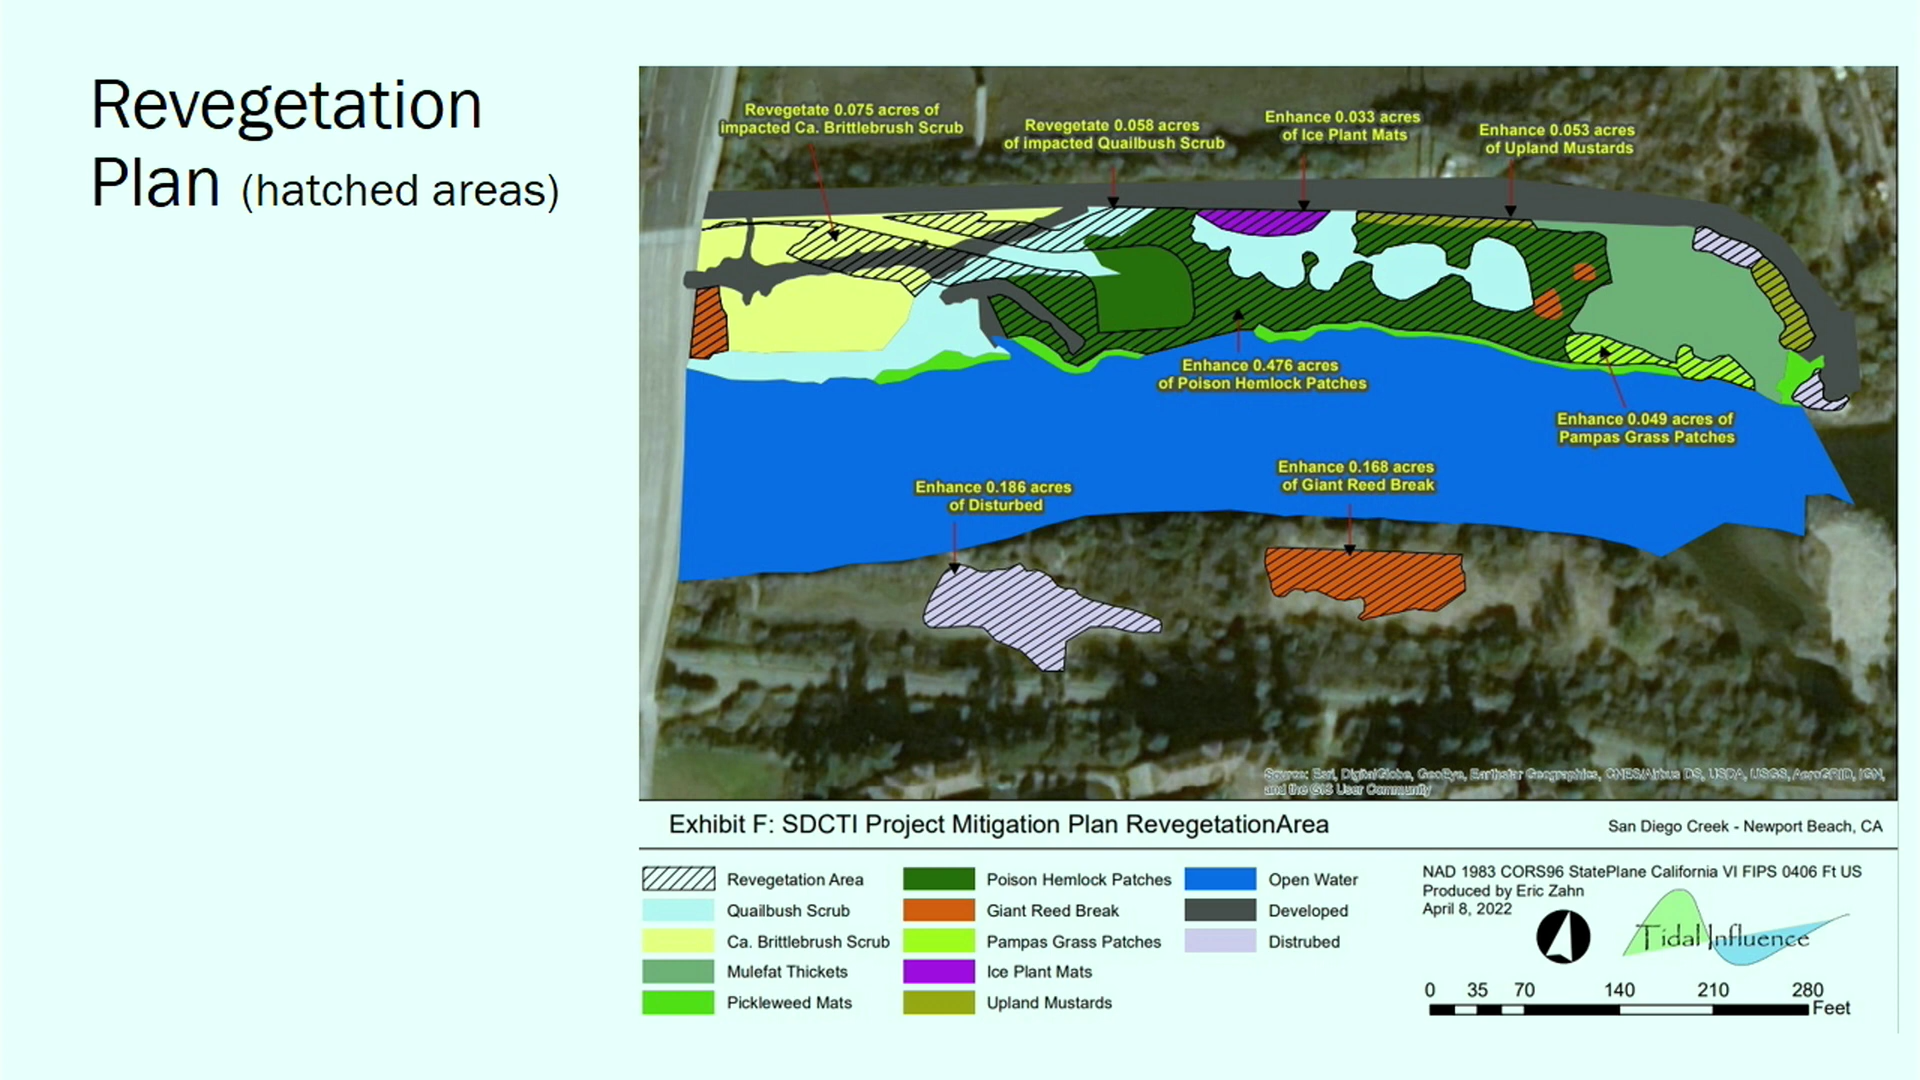 Revegetation
Plan (hatched areas)
Revegetate 0.075 acres of
impacted Ca. Brittlebrush Scrub
Revegetate 0.058 acres
of impacted Quailbush Scrub
Enhance 0.033 acres
of Ice Plant Mats
Enhance 0.053 acres
of Upland Mustards
Enhance 0.476 acres
of Poison Hemlock Patches
Enhance 0.049 acres of
Pampas Grass Patches
Enhance 0.186 acres
of Disturbed
Enhance 0.168 acres
of Giant Reed Break
Source: Esri, DigitalGlobe, GeoEye, Earthstar Geographics, CNES/Airbus DS, USDA, USGS, AeroGRID, IGN,
and the GIS User Community
Exhibit F: SDCTI Project Mitigation Plan RevegetationArea
San Diego Creek - Newport Beach, CA
Revegetation Area
Quailbush Scrub
Ca. Brittlebrush Scrub
Mulefat Thickets
Pickleweed Mats
Poison Hemlock Patches
Giant Reed Break
Pampas Grass Patches
Ice Plant Mats
Upland Mustards
Open Water
Developed
Distrubed
NAD 1983 CORS96 StatePlane California VI FIPS 0406 Ft US
Produced by Eric Zahn
April 8, 2022
Tidal Influence
0 35 70 140 210 280
Feet